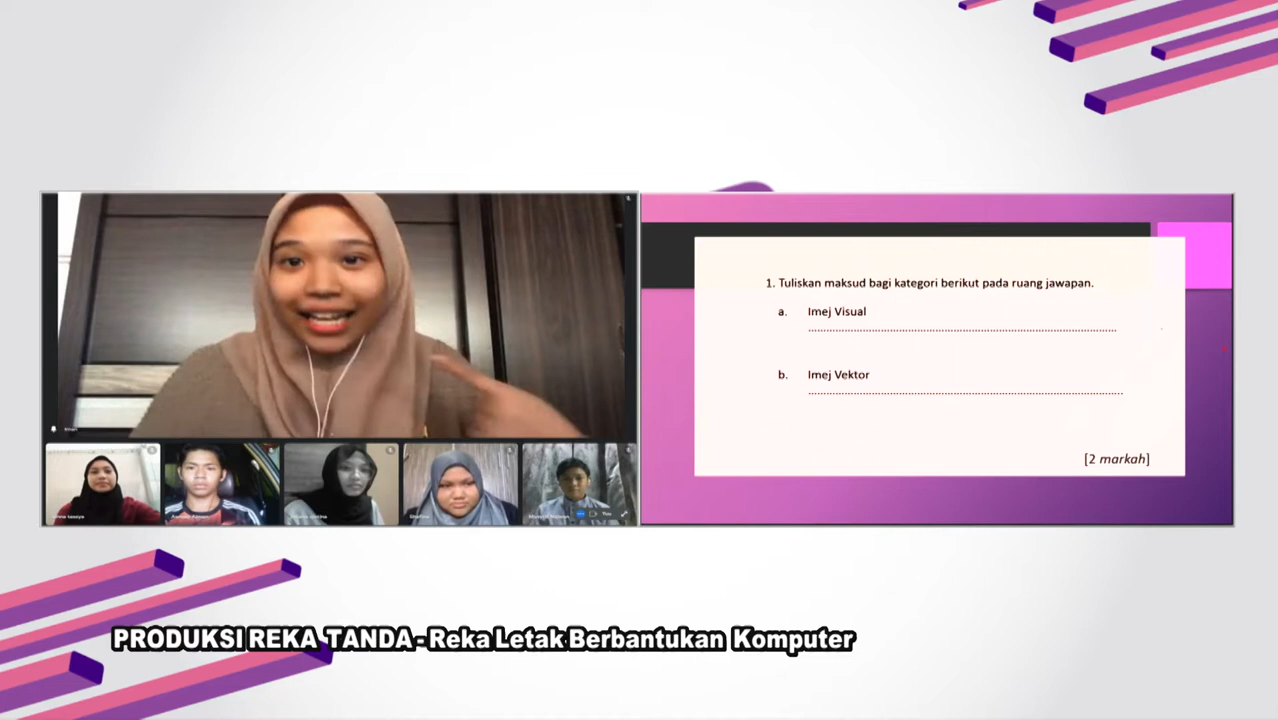 1. Tuliskan maksud bagi kategori berikut pada ruang jawapan.
a. Imej Visual
................................................................................
b. Imej Vektor
................................................................................
[2 markah]
PRODUKSI REKA TANDA - Reka Letak Berbantukan Komputer